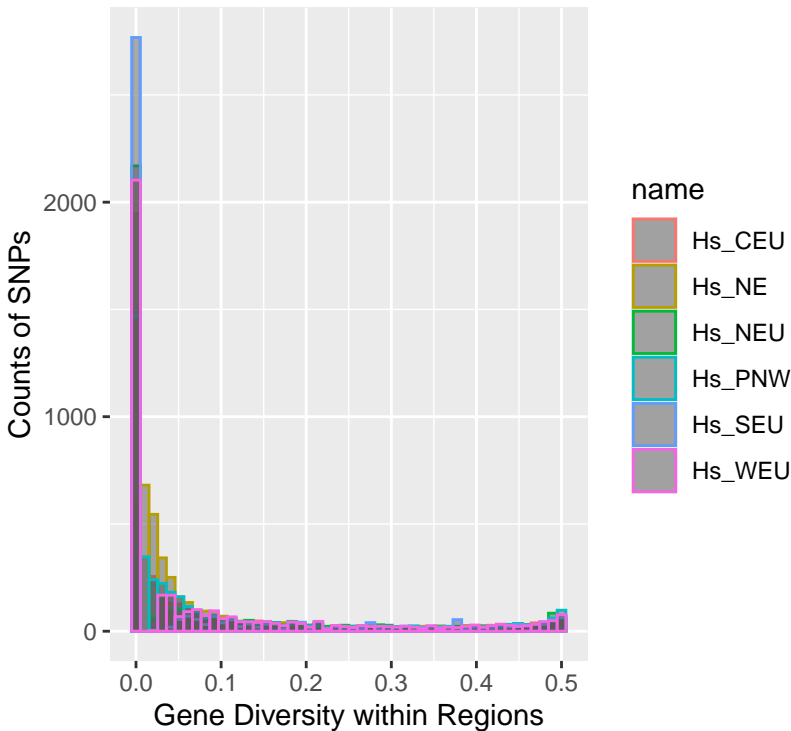 Counts of SNPs
2000
1000
0
0.0 0.1 0.2 0.3 0.4 0.5
Gene Diversity within Regions
name
Hs_CEU
Hs_NE
Hs_NEU
Hs_PNW
Hs_SEU
Hs_WEU